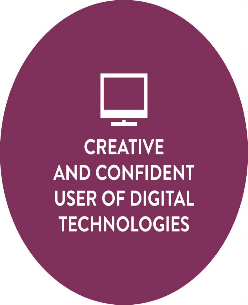 CREATIVE
AND CONFIDENT
USER OF DIGITAL
TECHNOLOGIES